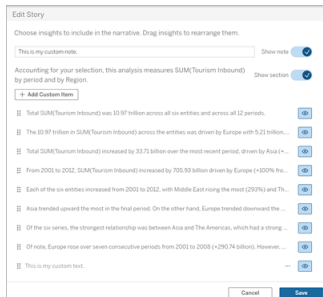 Edit Story
Choose insights to include in the narrative. Drag insights to rearrange them.
This is my custom note.
Show note
Accounting for your selection, this analysis measures SUM(Tourism Inbound)
by period and by Region.
Show section
+ Add Custom Item
Total SUM(Tourism Inbound) was 10.97 trillion across all six entities and across all 12 periods.
The 10.97 trillion in SUM(Tourism Inbound) across the entities was driven by Europe with 5.21 trillion,...
Total SUM(Tourism Inbound) increased by 33.71 billion over the most recent period, driven by Asia (+...
From 2001 to 2012, SUM(Tourism Inbound) increased by 705.93 billion driven by Europe (+100% fro...
Each of the six entities increased from 2001 to 2012, with Middle East rising the most (293%) and Th...
Asia trended upward the most in the final period. On the other hand, Europe trended downward the ...
Of the six series, the strongest relationship was between Asia and The Americas, which had a strong ...
Of note, Europe rose over seven consecutive periods from 2001 to 2008 (+290.74 billion). However, ...
This is my custom text.
...
Cancel
Save